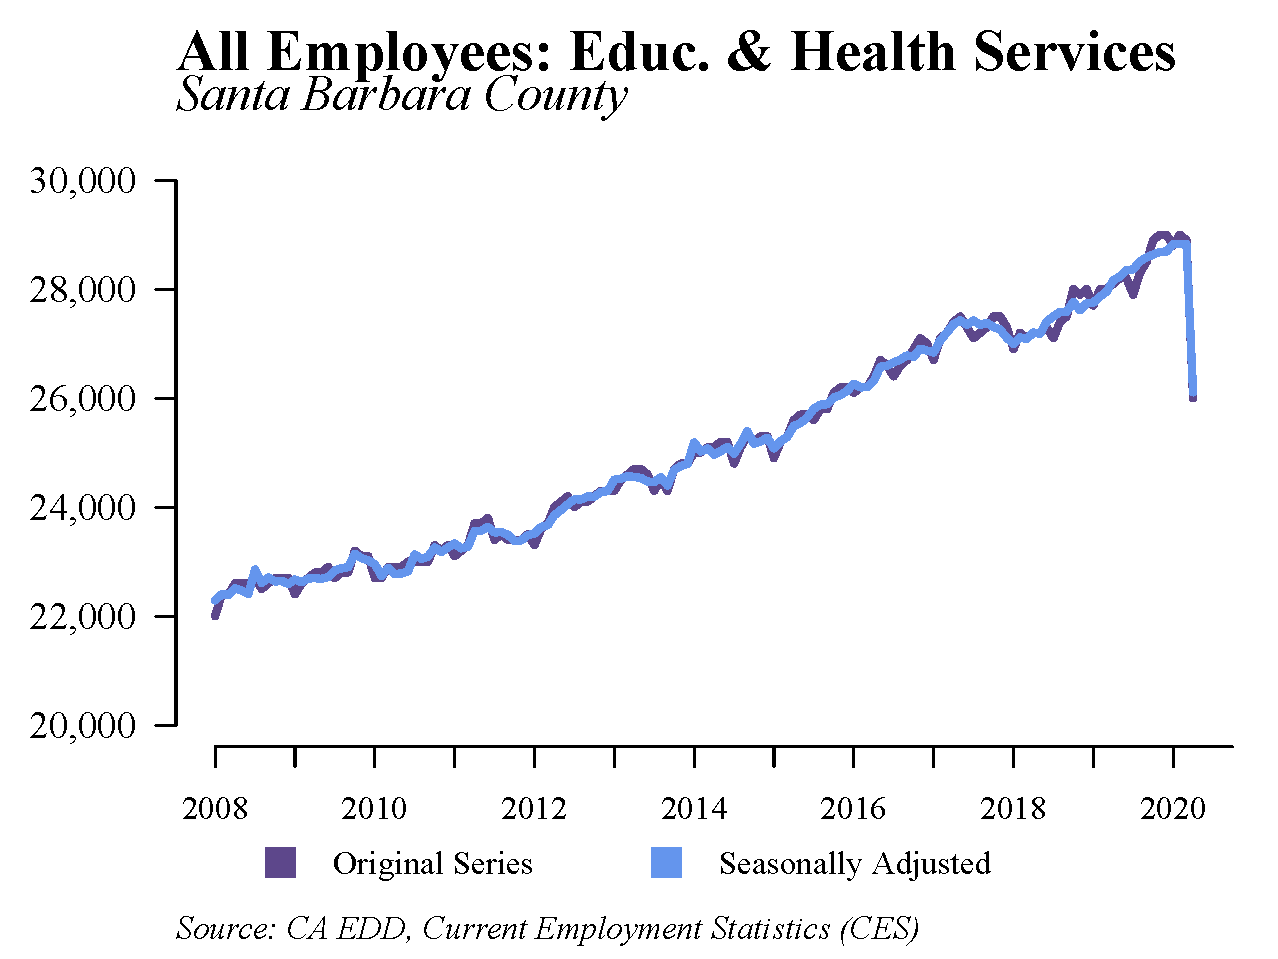 All Employees: Educ. & Health Services
Santa Barbara County
30,000
28,000
26,000
24,000
22,000
20,000
2008 2010 2012 2014 2016 2018 2020
Original Series Seasonally Adjusted
Source: CA EDD, Current Employment Statistics (CES)